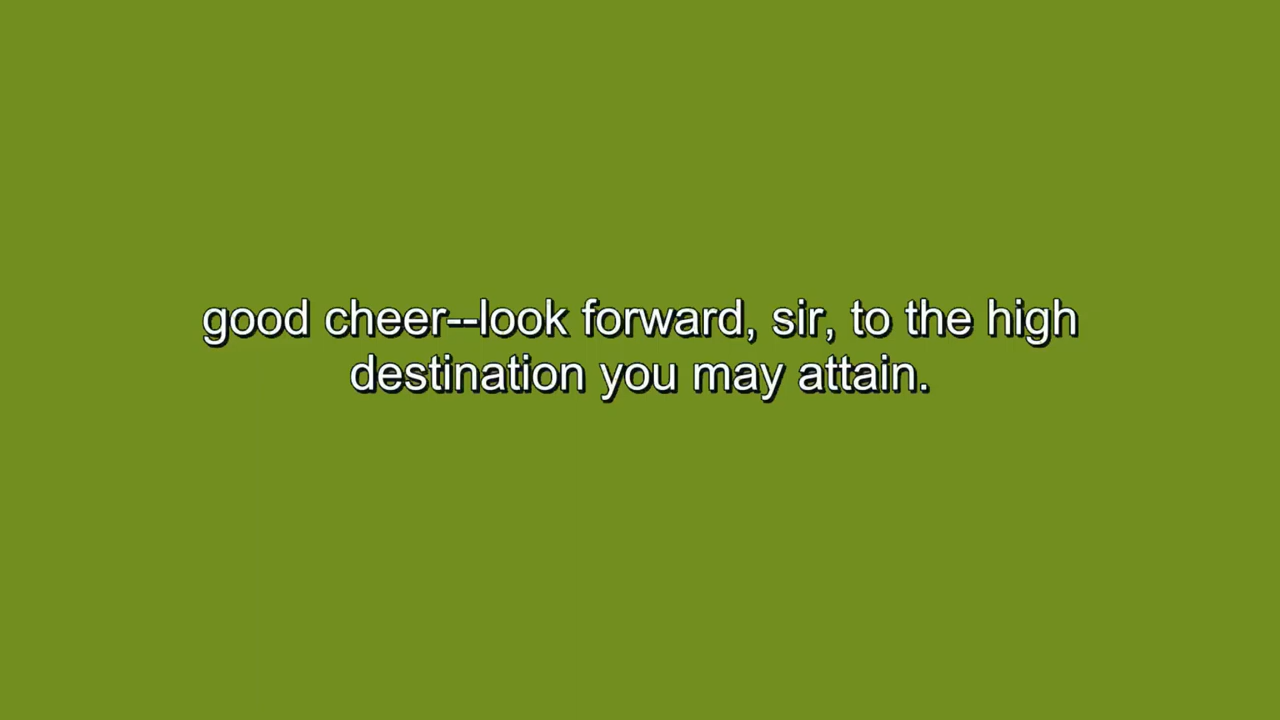 good cheer--look forward, sir, to the high
destination you may attain.